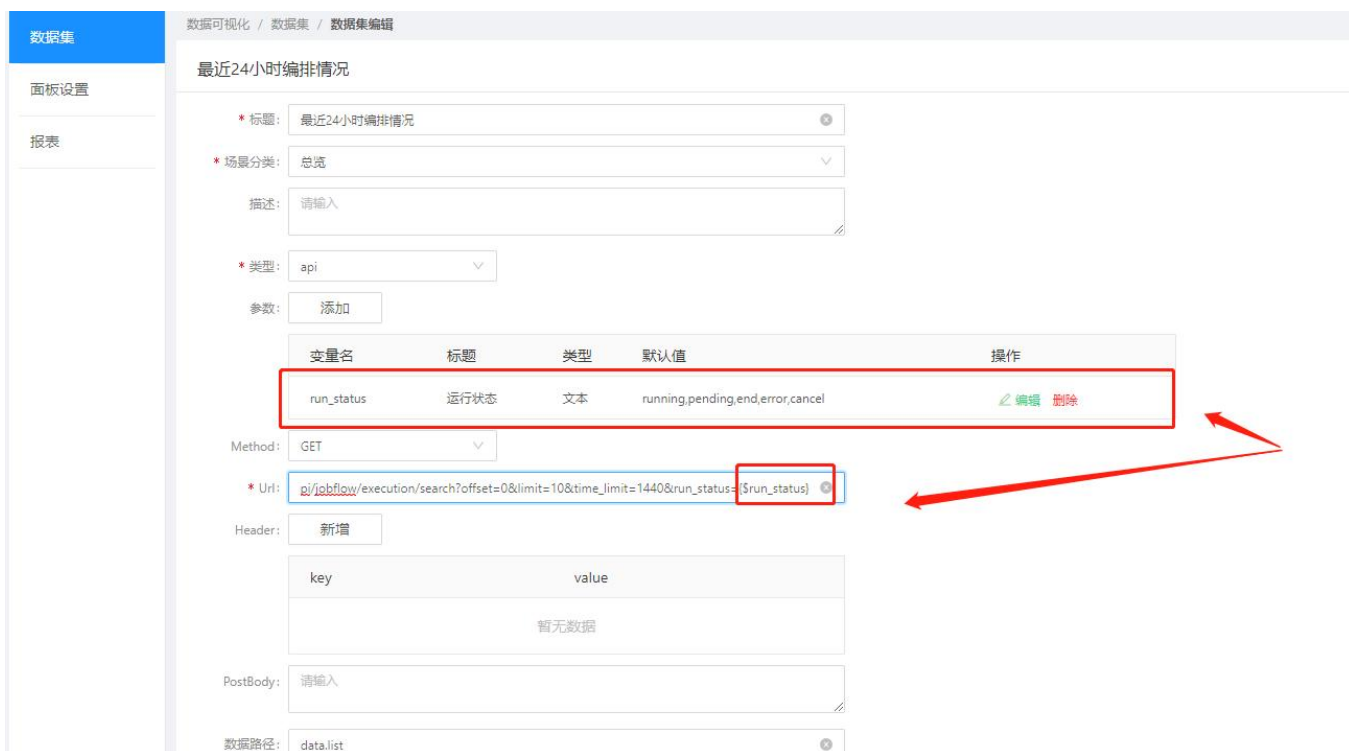 数据集
面板设置
报表
数据可视化 / 数据集 / 数据集编辑
最近24小时编排情况
* 标题: 最近24小时编排情况
* 场景分类: 总览
描述: 请输入
* 类型: api
参数: 添加
变量名 标题 类型 默认值 操作
run_status 运行状态 文本 running,pending,end,error,cancel 编辑 删除
Method: GET
* Url: pi/jobflow/execution/search?offset=0&limit=10&time_limit=1440&run_status={$run_status}
Header: 新增
key value
暂无数据
PostBody: 请输入
数据路径: data.list